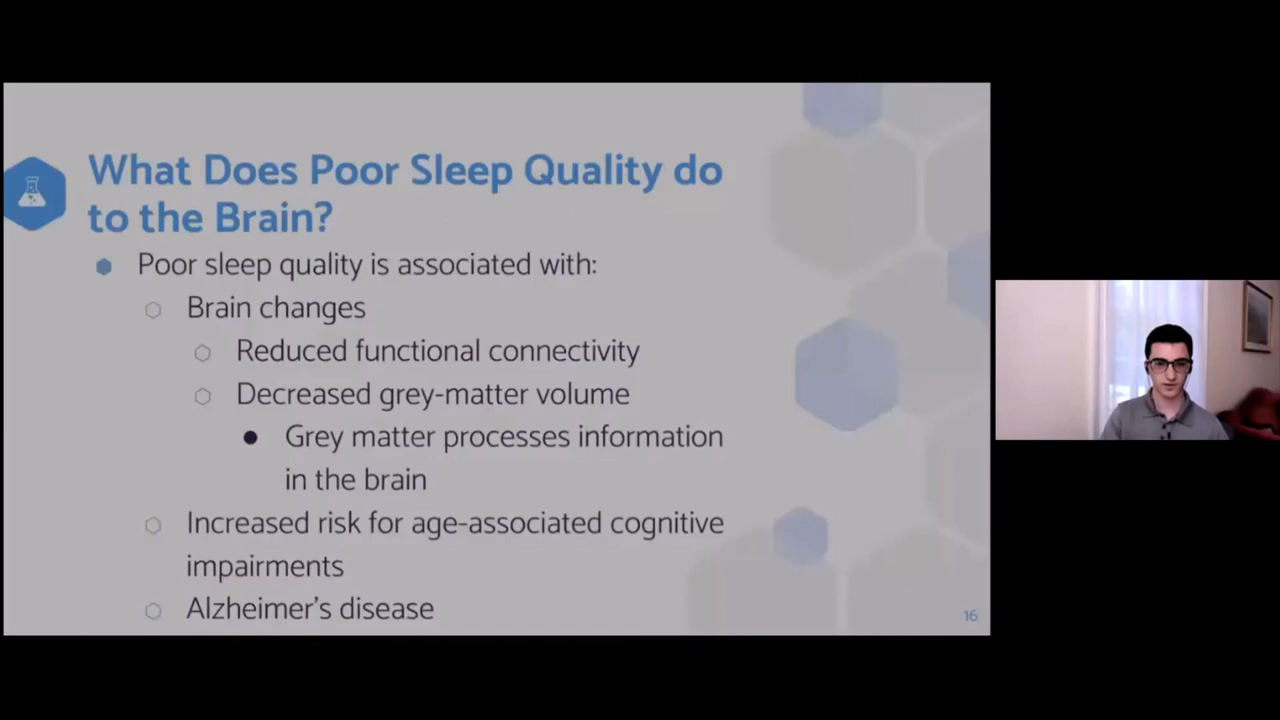 What Does Poor Sleep Quality do
to the Brain?
Poor sleep quality is associated with:
Brain changes
Reduced functional connectivity
Decreased grey-matter volume
Grey matter processes information
in the brain
Increased risk for age-associated cognitive
impairments
Alzheimer's disease
16